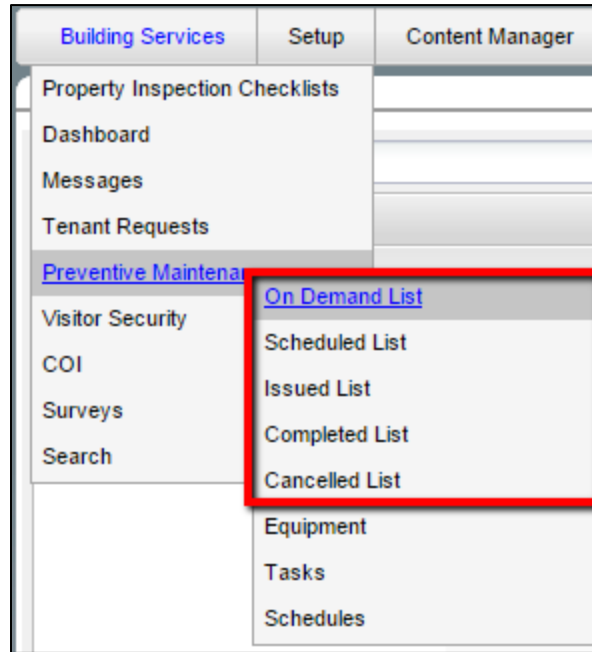 Building Services Setup Content Manager
Property Inspection Checklists
Dashboard
Messages
Tenant Requests
Preventive Maintenan
Visitor Security
COI
Surveys
Search
On Demand List
Scheduled List
Issued List
Completed List
Cancelled List
Equipment
Tasks
Schedules